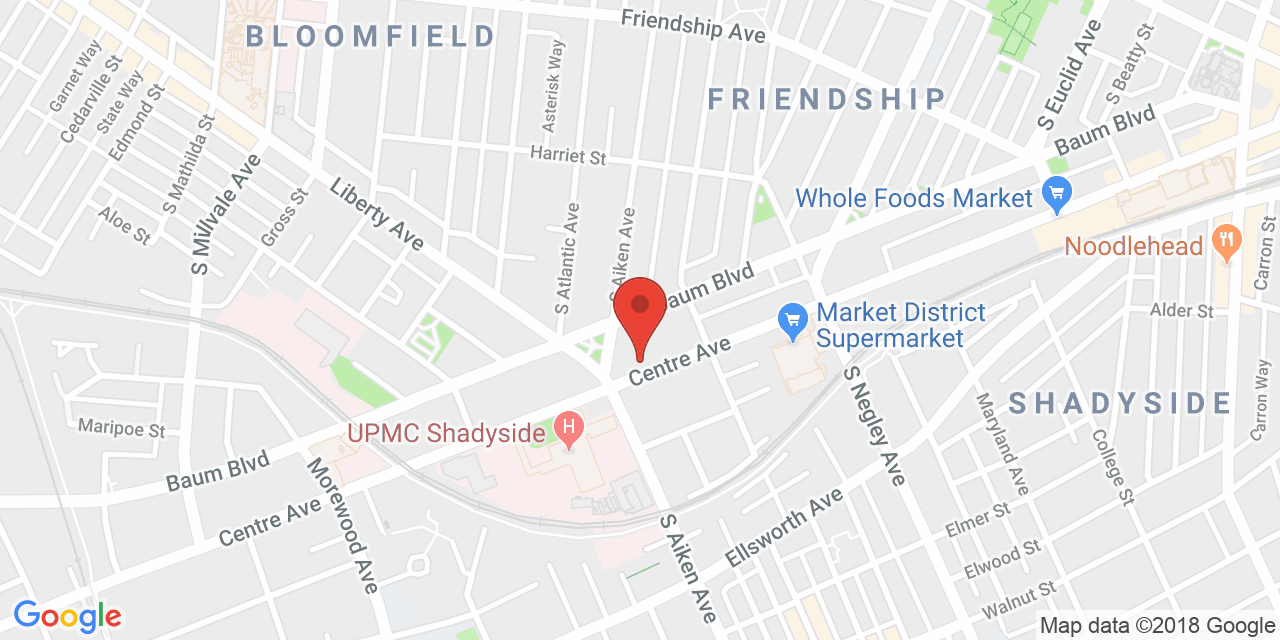 BLOOMFIELD
Friendship Ave
FRIENDSHIP
Garnet Way
Cedarville St
State Way
Edmond St
S Mathilda St
Asterisk Way
S Euclid Ave
S Beatty St
Baum Blvd
Harriet St
Aloe St
S Millvale Ave
Gross St
Liberty Ave
S Atlantic Ave
S Aiken Ave
Whole Foods Market
Noodlehead
Carron St
Baum Blvd
Alder St
Market District
Supermarket
Centre Ave
S Negley Ave
SHADYSIDE
Carron Way
Maryland Ave
College St
Maripoe St
UPMC Shadyside
H
Baum Blvd
Morewood Ave
Centre Ave
S Aiken Ave
Ellsworth Ave
Elmer St
Elwood St
Walnut St
Google
Map data ©2018 Google